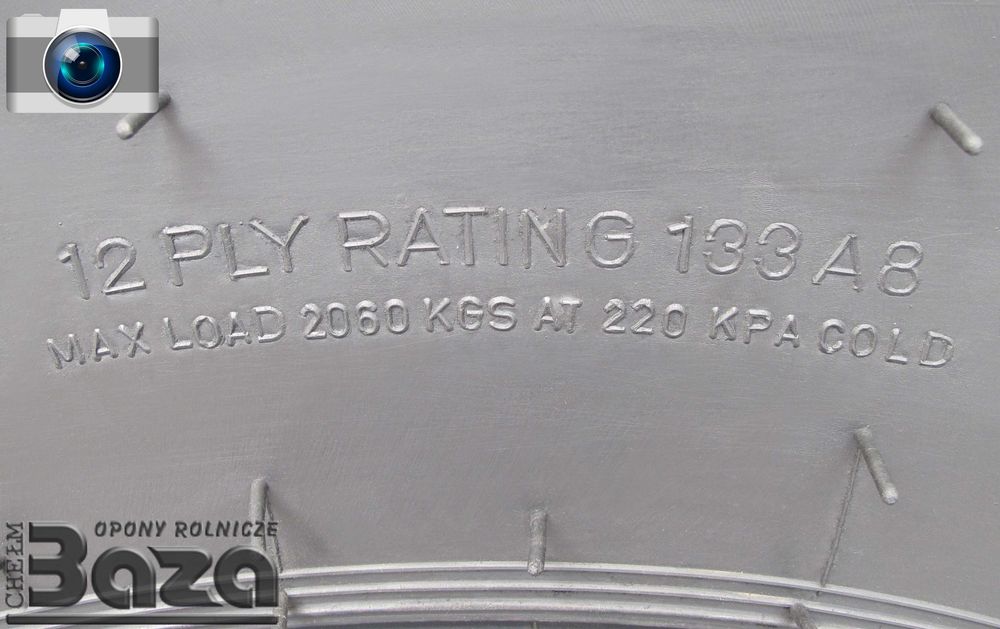 12 PLY RATING 133 A8
MAX LOAD 2060 KGS AT 220 KPA COLD
OPONY ROLNICZE
CHEŁM
Baza